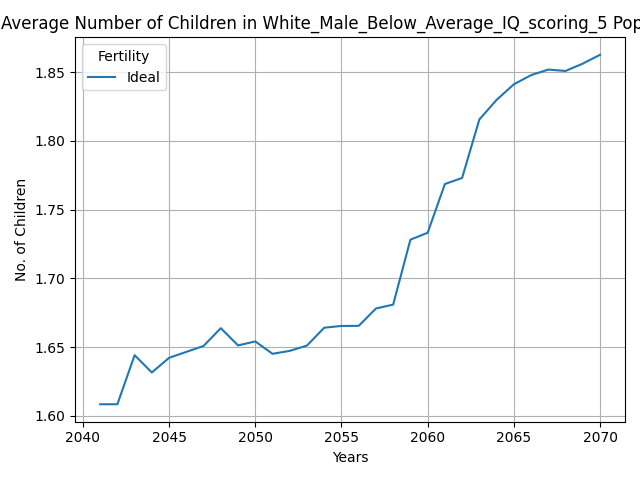 Average Number of Children in White_Male_Below_Average_IQ_scoring_5 Pop
Fertility
Ideal
1.85
1.80
1.75
1.70
1.65
1.60
No. of Children
2040 2045 2050 2055 2060 2065 2070
Years